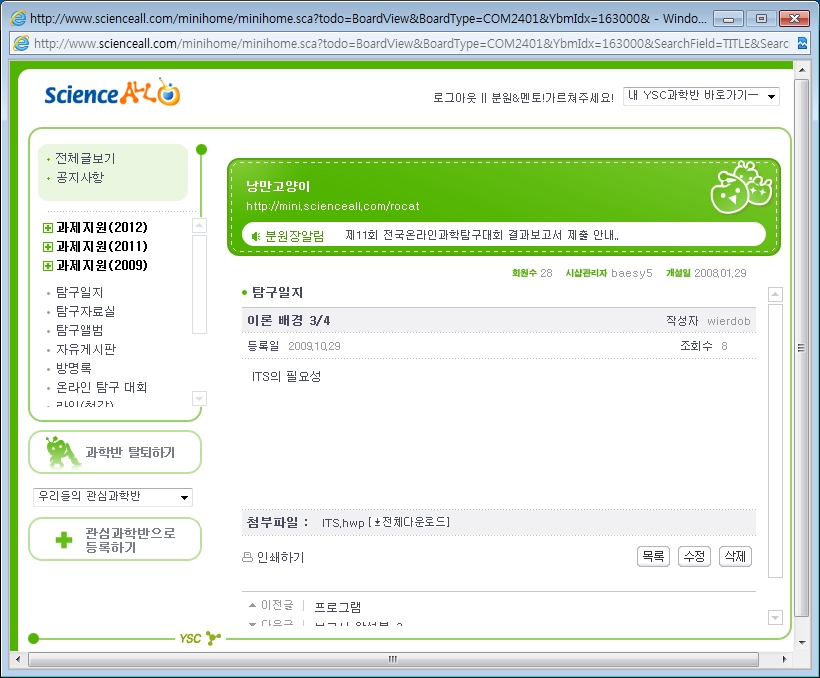 http://www.scienceall.com/minihome/minihome.sca?todo=BoardView&BoardType=COM2401&YbmIdx=163000& - Windo...
http://www.scienceall.com/minihome/minihome.sca?todo=BoardView&BoardType=COM2401&YbmIdx=163000&SearchField=TITLE&Searc
Science ALL
로그아웃 || 분원&멘토!가르쳐주세요!
내 YSC과학반 바로가기ㅡ
전체글보기
공지사항
과제지원(2012)
과제지원(2011)
과제지원(2009)
탐구일지
탐구자료실
탐구앨범
자유게시판
방명록
온라인 탐구 대회
과학반 탈퇴하기
우리들의 관심과학반
관심과학반으로
등록하기
YSC
낭만고양이
http://mini.scienceall.com/rocat
분원장알림 제11회 전국온라인과학탐구대회 결과보고서 제출 안내..
회원수 28 시샵관리자 baesy5 개설일 2008.01.29
탐구일지
이론 배경 3/4 작성자 wierdob
등록일 2009.10.29 조회수 8
ITS의 필요성
첨부파일 : ITS.hwp [전체다운로드]
인쇄하기 목록 수정 삭제
이전글 | 프로그램
다음글 |